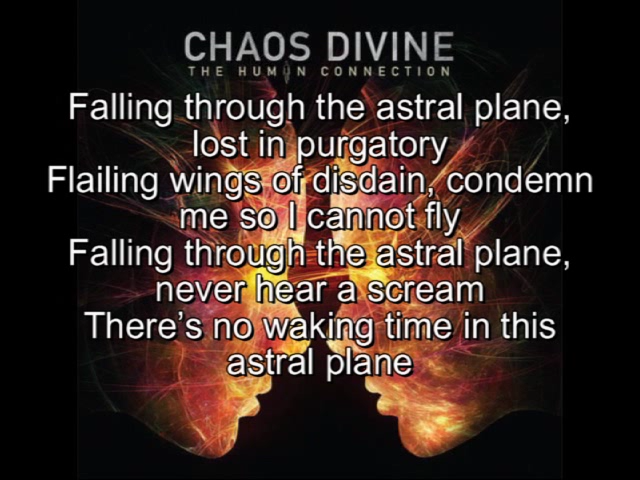 CHAOS DIVINE
THE HUMAN CONNECTION
Falling through the astral plane,
lost in purgatory
Flailing wings of disdain, condemn
me so I cannot fly
Falling through the astral plane,
never hear a scream
There's no waking time in this
astral plane